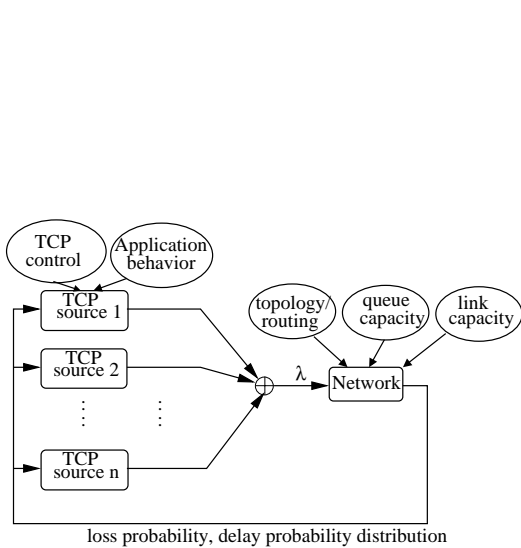 TCP
control
Application
behavior
topology/
routing
queue
capacity
link
capacity
TCP
source 1
TCP
source 2
TCP
source n
λ
Network
loss probability, delay probability distribution